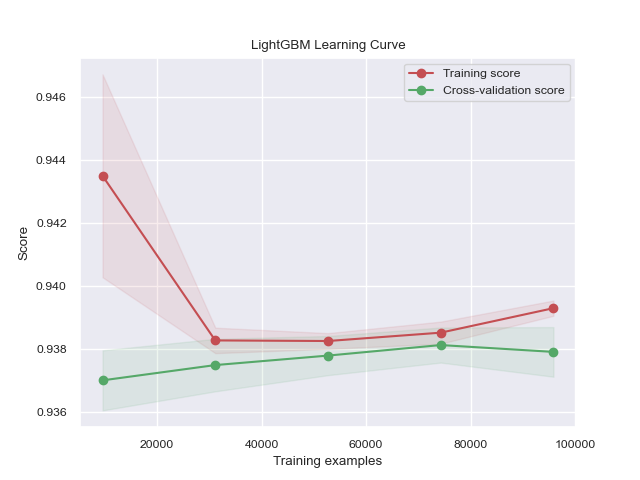 LightGBM Learning Curve
Training score
Cross-validation score
0.946
0.944
0.942
0.940
0.938
0.936
Score
20000
40000
60000
80000
100000
Training examples